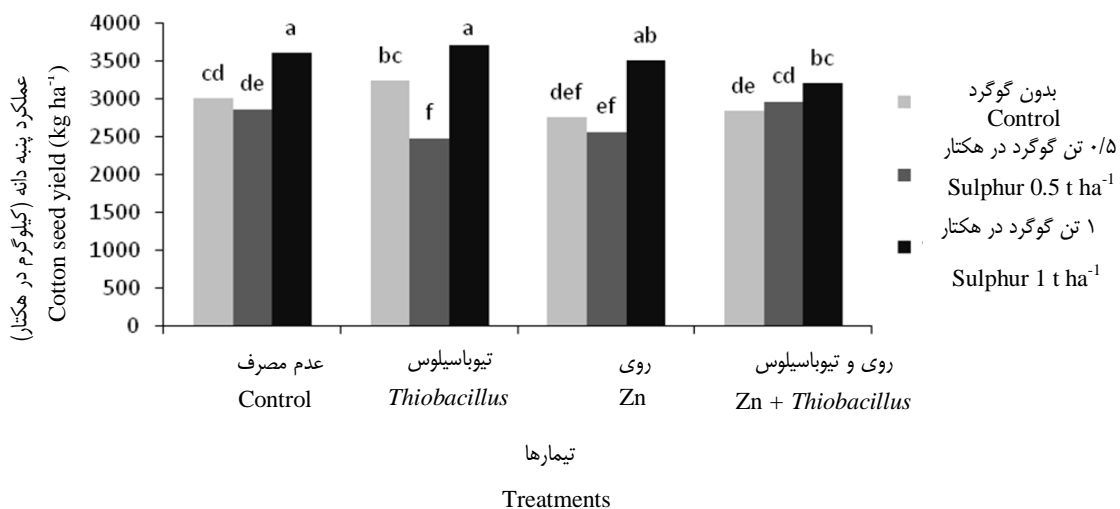 عملکرد پنبه دانه (کیلوگرم در هکتار)
Cotton seed yield (kg ha⁻¹)
4000
3500
3000
2500
2000
1500
1000
500
0
cd de a
bc f a
def ef ab
de cd bc
عدم مصرف
Control
تیوباسیلوس
Thiobacillus
روی
Zn
روی و تیوباسیلوس
Zn + Thiobacillus
تیمارها
Treatments
بدون گوگرد
Control
۰/۵ تن گوگرد در هکتار
Sulphur 0.5 t ha⁻¹
۱ تن گوگرد در هکتار
Sulphur 1 t ha⁻¹